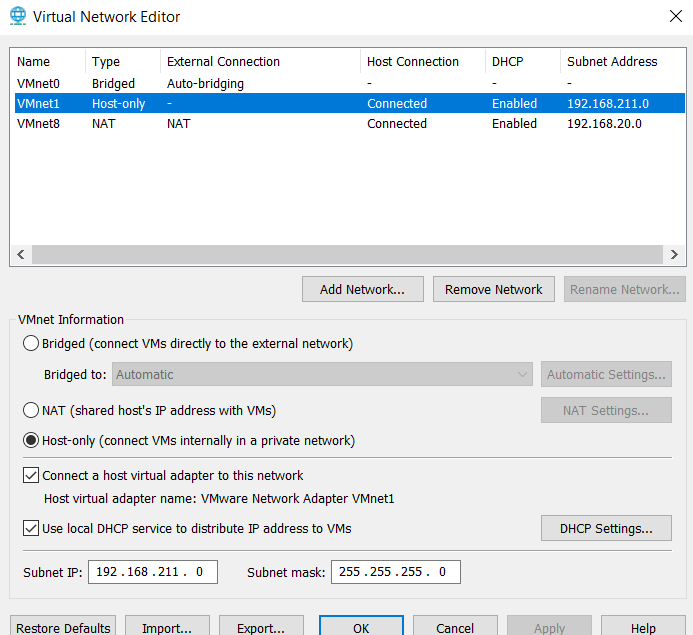 Virtual Network Editor
Name Type External Connection Host Connection DHCP Subnet Address
VMnet0 Bridged Auto-bridging - - -
VMnet1 Host-only - Connected Enabled 192.168.211.0
VMnet8 NAT NAT Connected Enabled 192.168.20.0
Add Network... Remove Network Rename Network...
VMnet Information
Bridged (connect VMs directly to the external network)
Bridged to: Automatic Automatic Settings...
NAT (shared host's IP address with VMs) NAT Settings...
Host-only (connect VMs internally in a private network)
Connect a host virtual adapter to this network
Host virtual adapter name: VMware Network Adapter VMnet1
Use local DHCP service to distribute IP address to VMs DHCP Settings...
Subnet IP: 192 . 168 . 211 . 0 Subnet mask: 255 . 255 . 255 . 0
Restore Defaults Import... Export... OK Cancel Apply Help